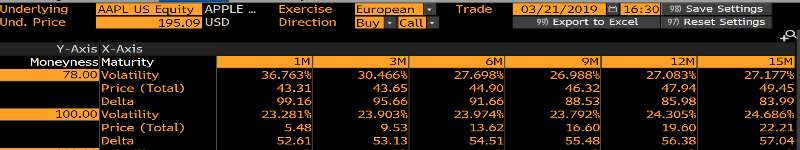 Underlying AAPL US Equity APPLE ... Exercise European Trade 03/21/2019 16:30 98) Save Settings
Und. Price 195.09 USD Direction Buy Call 99) Export to Excel 97) Reset Settings
Y-Axis X-Axis
Moneyness Maturity 1M 3M 6M 9M 12M 15M
78.00 Volatility 36.763% 30.466% 27.698% 26.988% 27.083% 27.177%
Price (Total) 43.31 43.65 44.90 46.32 47.94 49.45
Delta 99.16 95.66 91.66 88.53 85.98 83.99
100.00 Volatility 23.281% 23.903% 23.974% 23.792% 24.305% 24.686%
Price (Total) 5.48 9.53 13.62 16.60 19.60 22.21
Delta 52.61 53.13 54.51 55.48 56.38 57.04